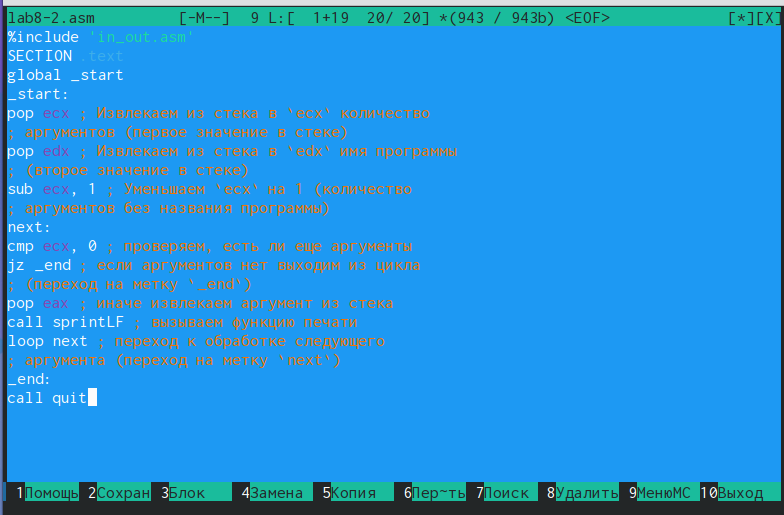 lab8-2.asm [-M--] 9 L:[ 1+19 20/ 20] *(943 / 943b) <EOF> [*][X]
%include 'in_out.asm'
SECTION .text
global _start
_start:
pop ecx ; Извлекаем из стека в `ecx` количество
; аргументов (первое значение в стеке)
pop edx ; Извлекаем из стека в `edx` имя программы
; (второе значение в стеке)
sub ecx, 1 ; Уменьшаем `ecx` на 1 (количество
; аргументов без названия программы)
next:
cmp ecx, 0 ; проверяем, есть ли еще аргументы
jz _end ; если аргументов нет выходим из цикла
; (переход на метку `_end`)
pop eax ; иначе извлекаем аргумент из стека
call sprintLF ; вызываем функцию печати
loop next ; переход к обработке следующего
; аргумента (переход на метку `next`)
_end:
call quit
1Помощь 2Сохран 3Блок 4Замена 5Копия 6Пер~ть 7Поиск 8Удалить 9МенюMC 10Выход